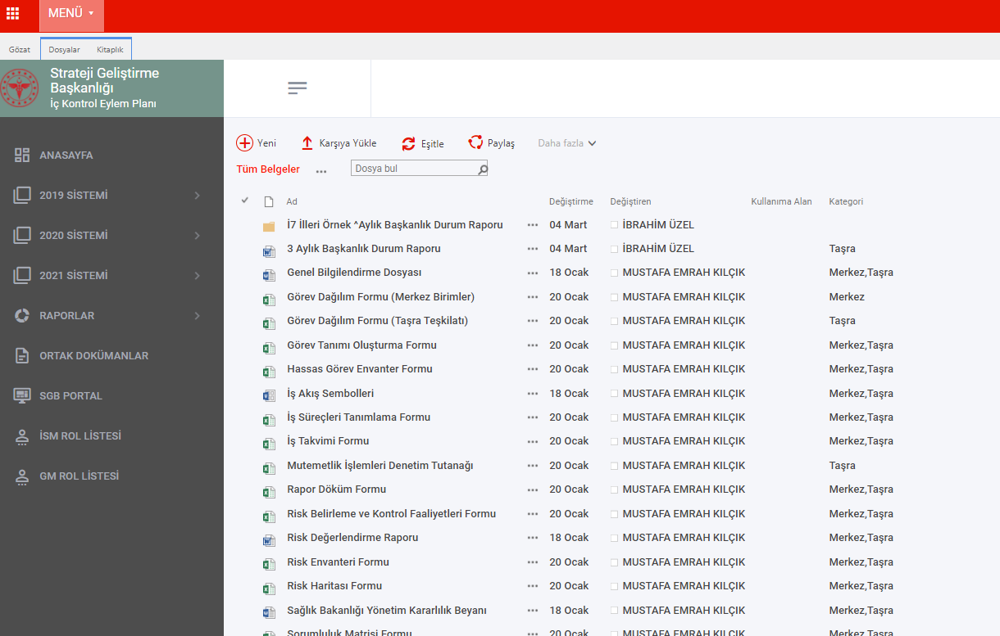 MENÜ
Gözat Dosyalar Kitaplık
Strateji Geliştirme
Başkanlığı
İç Kontrol Eylem Planı
ANASAYFA
2019 SİSTEMİ
2020 SİSTEMİ
2021 SİSTEMİ
RAPORLAR
ORTAK DOKÜMANLAR
SGB PORTAL
İSM ROL LİSTESİ
GM ROL LİSTESİ
Yeni Karşıya Yükle Eşitle Paylaş Daha fazla
Tüm Belgeler ... Dosya bul
Ad Değiştirme Değiştiren Kullanıma Alan Kategori
İ7 İlleri Örnek ^Aylık Başkanlık Durum Raporu ... 04 Mart İBRAHİM ÜZEL
3 Aylık Başkanlık Durum Raporu ... 04 Mart İBRAHİM ÜZEL Taşra
Genel Bilgilendirme Dosyası ... 18 Ocak MUSTAFA EMRAH KILÇIK Merkez,Taşra
Görev Dağılım Formu (Merkez Birimler) ... 20 Ocak MUSTAFA EMRAH KILÇIK Merkez
Görev Dağılım Formu (Taşra Teşkilatı) ... 20 Ocak MUSTAFA EMRAH KILÇIK Taşra
Görev Tanımı Oluşturma Formu ... 20 Ocak MUSTAFA EMRAH KILÇIK Merkez,Taşra
Hassas Görev Envanter Formu ... 20 Ocak MUSTAFA EMRAH KILÇIK Merkez,Taşra
İş Akış Sembolleri ... 18 Ocak MUSTAFA EMRAH KILÇIK Merkez,Taşra
İş Süreçleri Tanımlama Formu ... 20 Ocak MUSTAFA EMRAH KILÇIK Merkez,Taşra
İş Takvimi Formu ... 20 Ocak MUSTAFA EMRAH KILÇIK Merkez,Taşra
Mutemetlik İşlemleri Denetim Tutanağı ... 20 Ocak MUSTAFA EMRAH KILÇIK Taşra
Rapor Döküm Formu ... 20 Ocak MUSTAFA EMRAH KILÇIK Merkez,Taşra
Risk Belirleme ve Kontrol Faaliyetleri Formu ... 20 Ocak MUSTAFA EMRAH KILÇIK Merkez,Taşra
Risk Değerlendirme Raporu ... 18 Ocak MUSTAFA EMRAH KILÇIK Merkez,Taşra
Risk Envanteri Formu ... 20 Ocak MUSTAFA EMRAH KILÇIK Merkez,Taşra
Risk Haritası Formu ... 20 Ocak MUSTAFA EMRAH KILÇIK Merkez,Taşra
Sağlık Bakanlığı Yönetim Kararlılık Beyanı ... 18 Ocak MUSTAFA EMRAH KILÇIK Merkez,Taşra
Sorumluluk Matrisi Formu ... 20 Ocak MUSTAFA EMRAH KILÇIK Merkez,Taşra